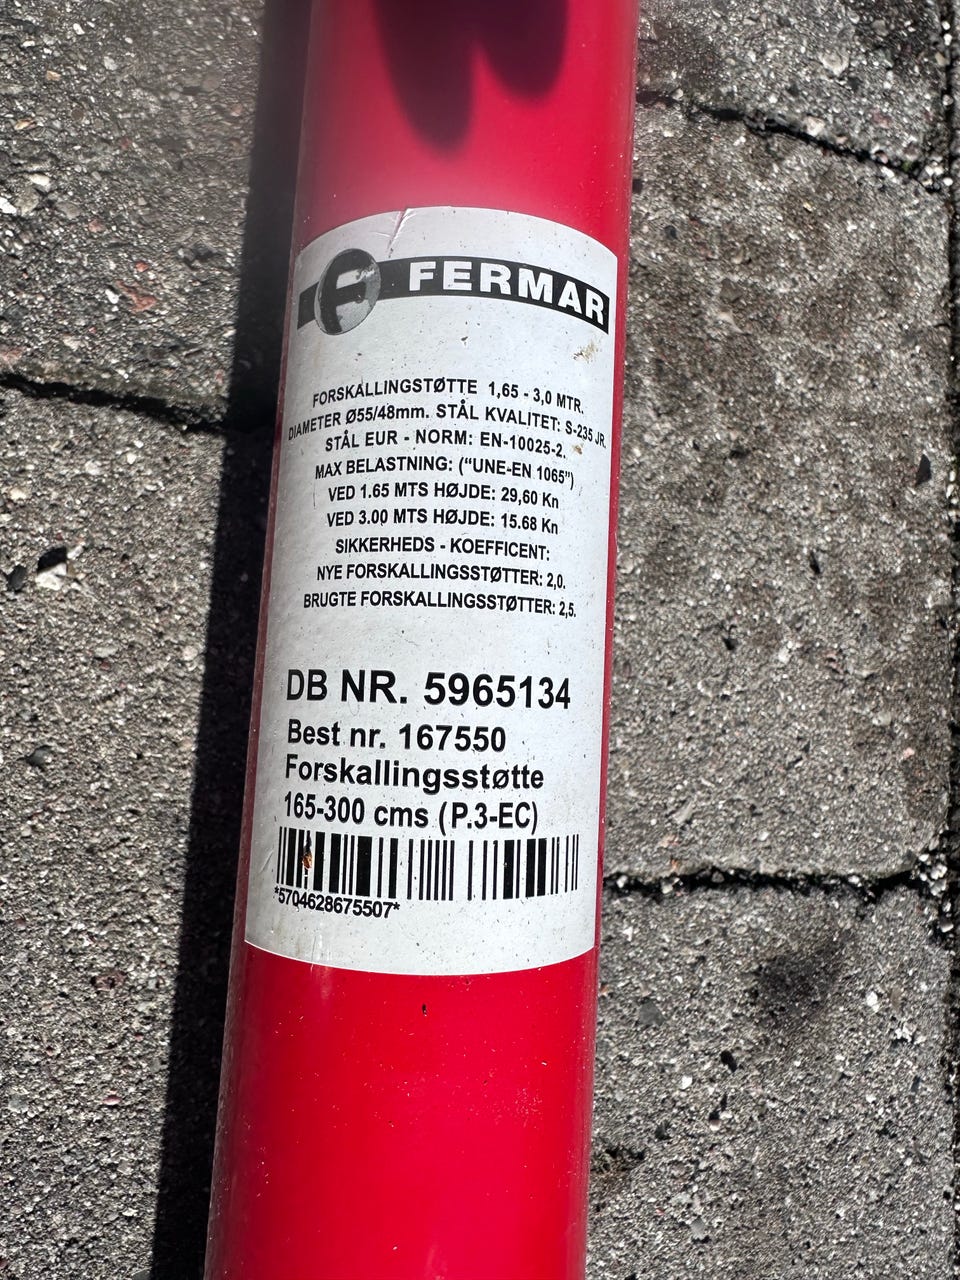 F FERMAR
FORSKALLINGSTØTTE 1,65 - 3,0 MTR.
DIAMETER Ø55/48mm. STÅL KVALITET: S-235 JR.
STÅL EUR - NORM: EN-10025-2.
MAX BELASTNING: ("UNE-EN 1065")
VED 1.65 MTS HØJDE: 29,60 Kn
VED 3.00 MTS HØJDE: 15.68 Kn
SIKKERHEDS - KOEFFICENT:
NYE FORSKALLINGSSTØTTER: 2,0.
BRUGTE FORSKALLINGSSTØTTER: 2,5.
DB NR. 5965134
Best nr. 167550
Forskallingsstøtte
165-300 cms (P.3-EC)
*5704628675507*